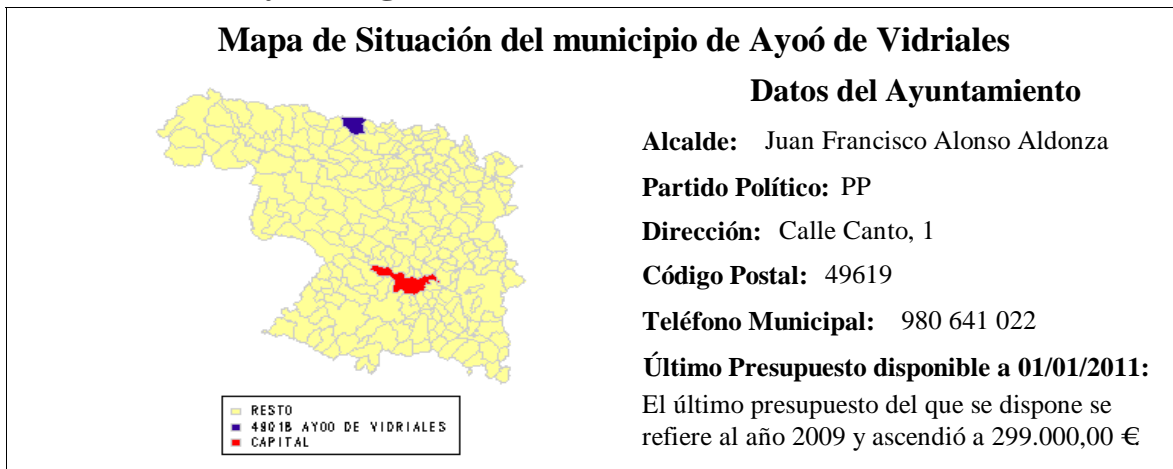 Mapa de Situación del municipio de Ayoó de Vidriales
Datos del Ayuntamiento
Alcalde: Juan Francisco Alonso Aldonza
Partido Político: PP
Dirección: Calle Canto, 1
Código Postal: 49619
Teléfono Municipal: 980 641 022
Último Presupuesto disponible a 01/01/2011:
El último presupuesto del que se dispone se
refiere al año 2009 y ascendió a 299.000,00 €
RESTO
49018 AYOO DE VIDRIALES
CAPITAL